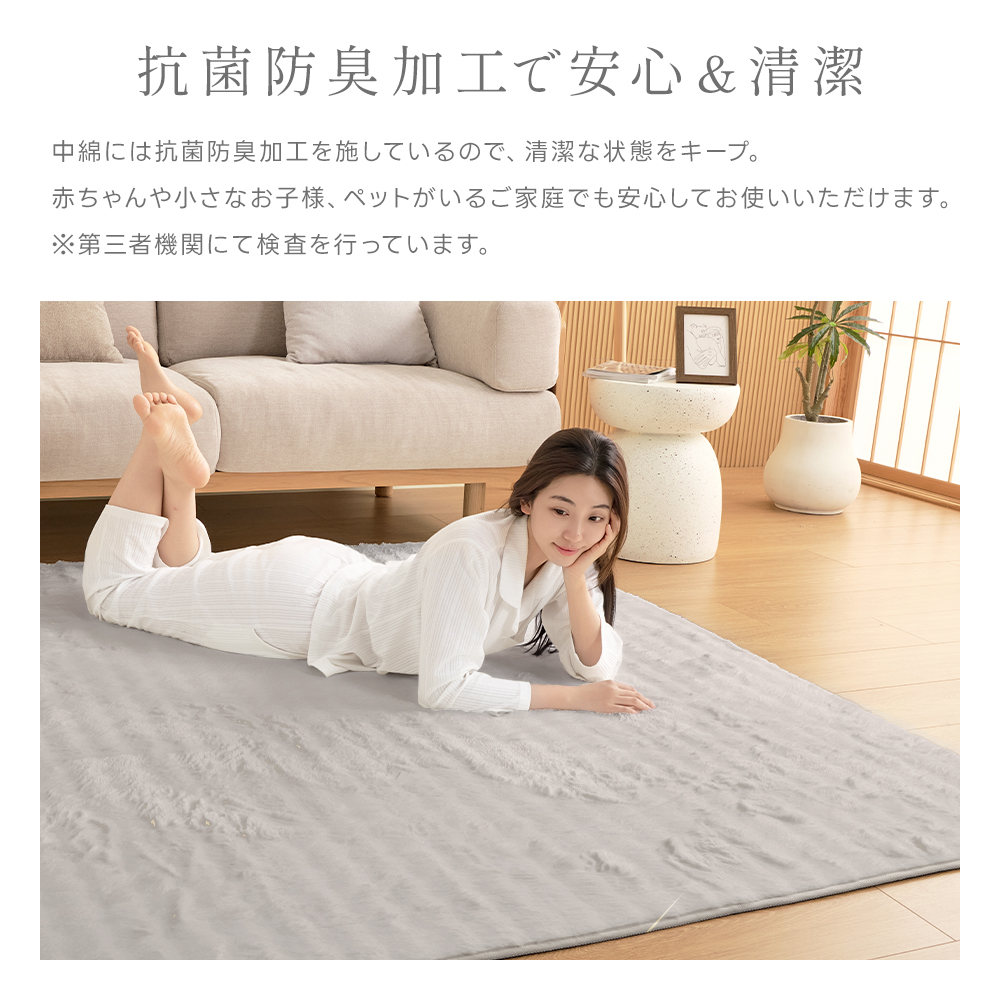 抗菌防臭加工で安心&清潔
中綿には抗菌防臭加工を施しているので、清潔な状態をキープ。
赤ちゃんや小さなお子様、ペットがいるご家庭でも安心してお使いいただけます。
※第三者機関にて検査を行っています。